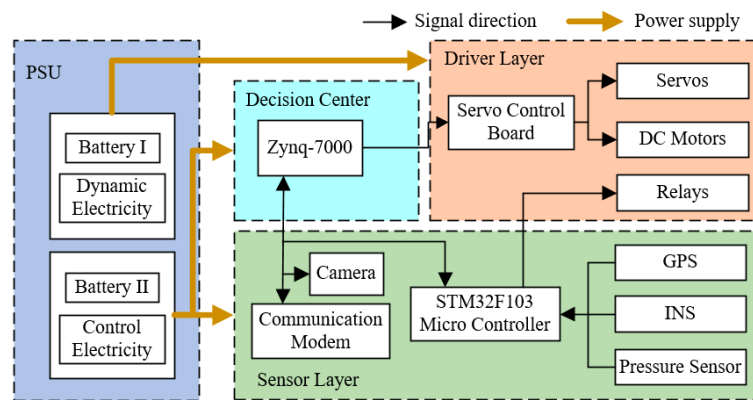 Signal direction
Power supply
PSU
Battery I
Dynamic
Electricity
Battery II
Control
Electricity
Decision Center
Zynq-7000
Driver Layer
Servo Control
Board
Servos
DC Motors
Relays
Camera
Communication
Modem
STM32F103
Micro Controller
GPS
INS
Pressure Sensor
Sensor Layer